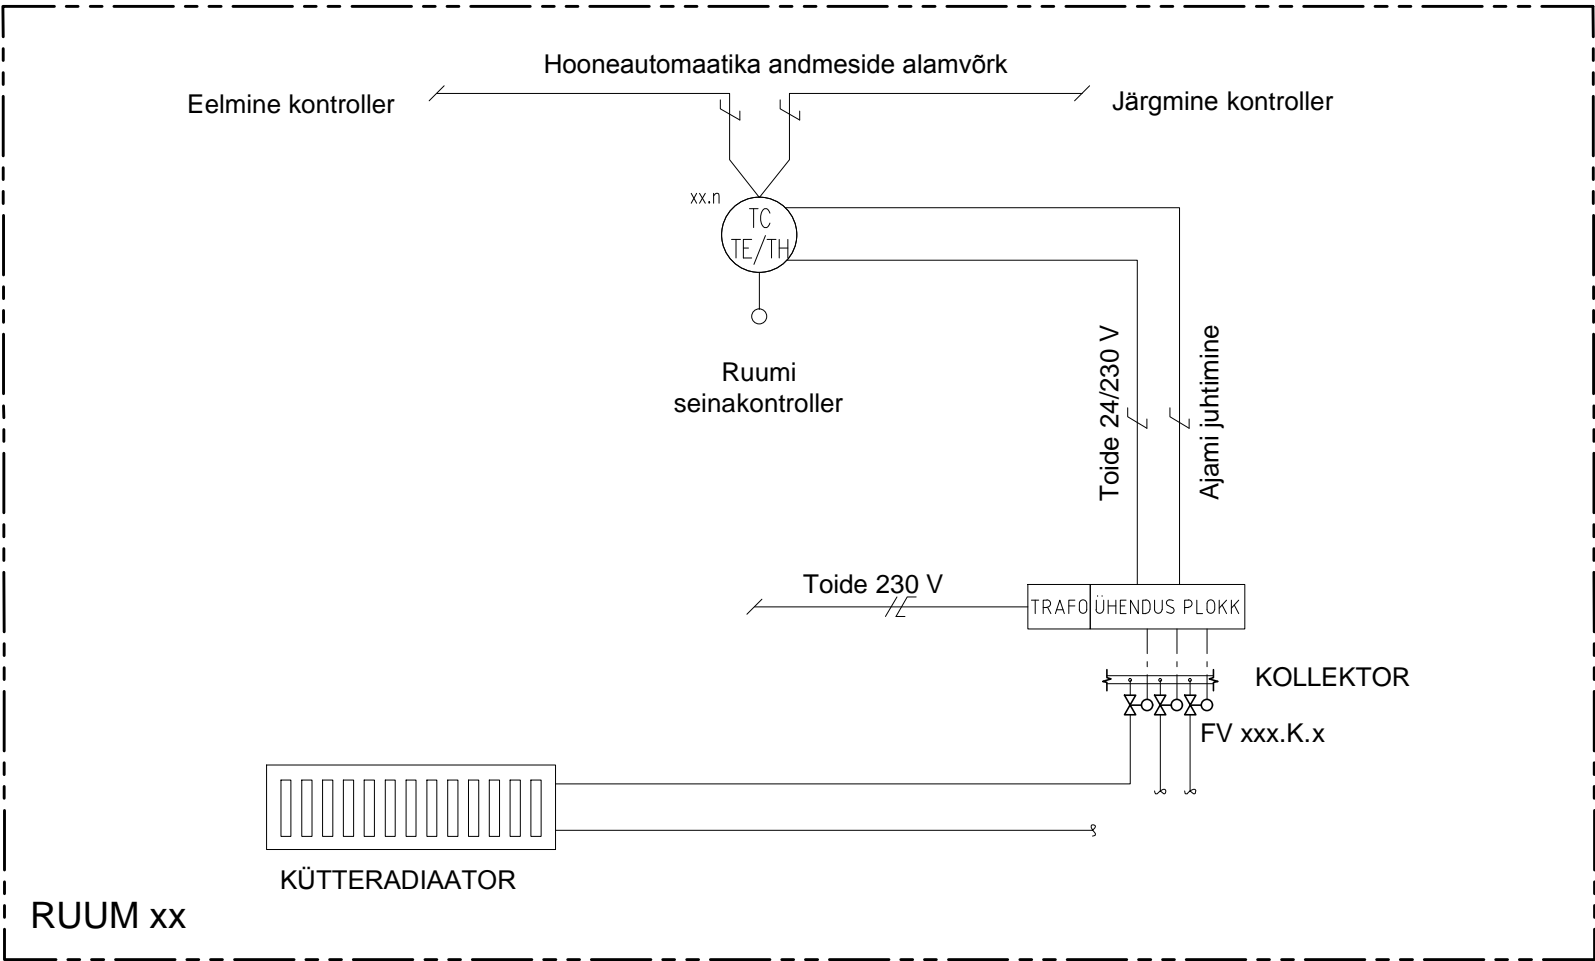 Hooneautomaatika andmeside alamvõrk
Eelmine kontroller
Järgmine kontroller
xx.n
TC
TE/TH
Ruumi
seinakontroller
Toide 24/230 V
Ajami juhtimine
Toide 230 V
TRAFO
ÜHENDUS PLOKK
KOLLEKTOR
FV xxx.K.x
KÜTTERADIAATOR
RUUM xx